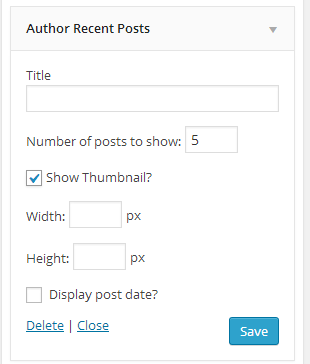 Author Recent Posts
Title
Number of posts to show: 5
Show Thumbnail?
Width: px
Height: px
Display post date?
Delete | Close Save